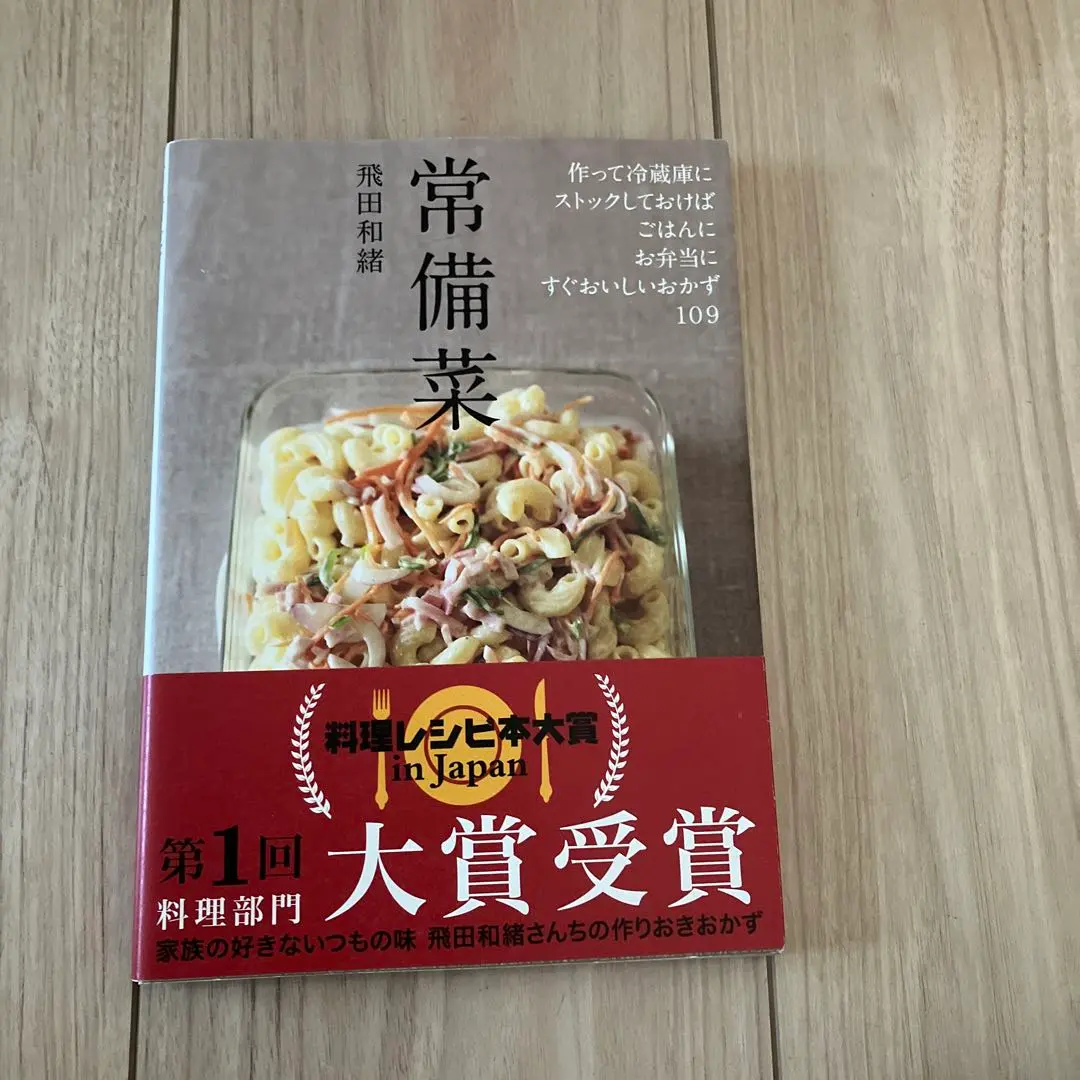 常備菜
飛田和緒
作って冷蔵庫に
ストックしておけば
ごはんに
お弁当に
すぐおいしいおかず
109
料理レシピ本大賞
in Japan
第1回
料理部門
大賞受賞
家族の好きないつもの味 飛田和緒さんちの作りおきおかず